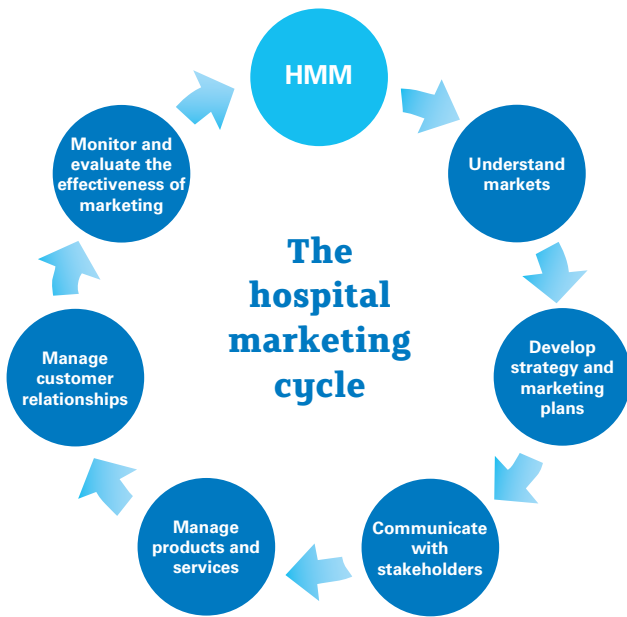 HMM
Understand
markets
Develop
strategy and
marketing
plans
Communicate
with
stakeholders
Manage
products and
services
Manage
customer
relationships
Monitor and
evaluate the
effectiveness of
marketing
The
hospital
marketing
cycle